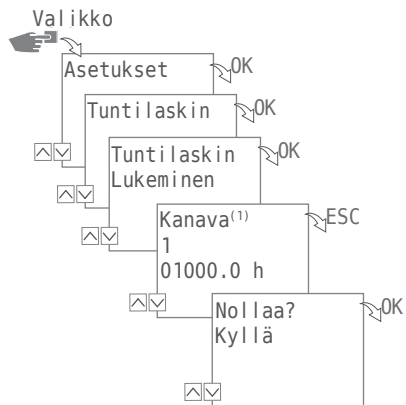 Valikko
Asetukset
OK
Tuntilaskin
OK
Tuntilaskin
OK
Lukeminen
Kanava(1)
ESC
1
01000.0 h
Nollaa?
OK
Kyllä